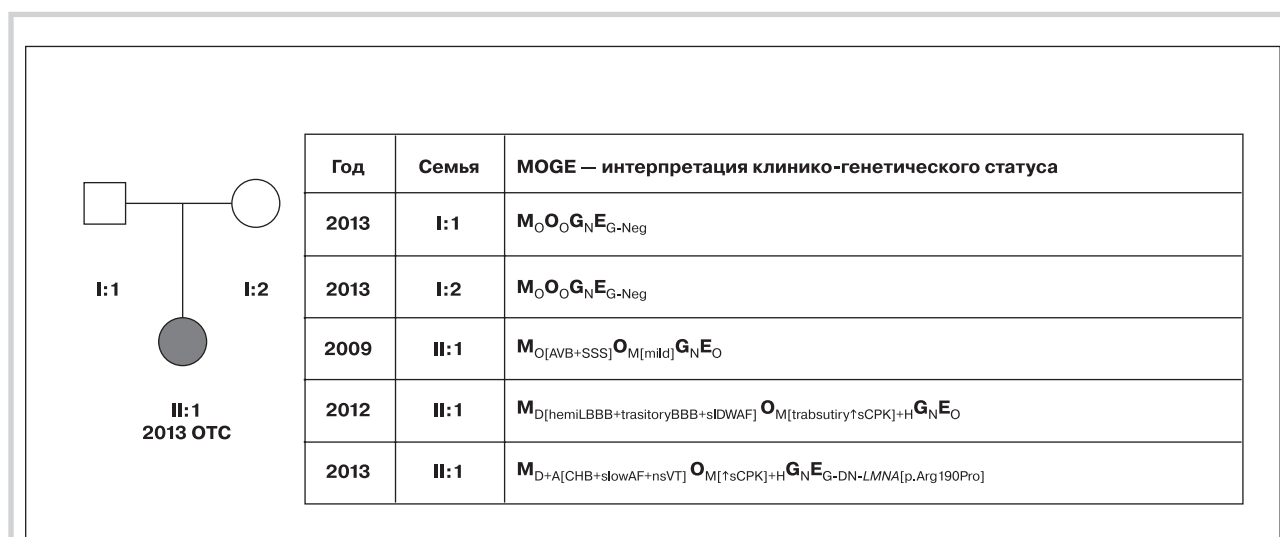 Год Семья MOGE — интерпретация клинико-генетического статуса
2013 I:1 MOOOGNEG-Neg
2013 I:2 MOOOGNEG-Neg
2009 II:1 MO[AVB+SSS]OM[mild]GNEO
2012 II:1 MD[hemiLBBB+trasitoryBBB+slDWAF] OM[trabsutiry↑sCPK]+HGNEO
2013 II:1 MD+A[CHB+slowAF+nsVT] OM[↑sCPK]+HGNEG-DN-LMNA[p.Arg190Pro]
I:1 I:2
II:1
2013 OTC